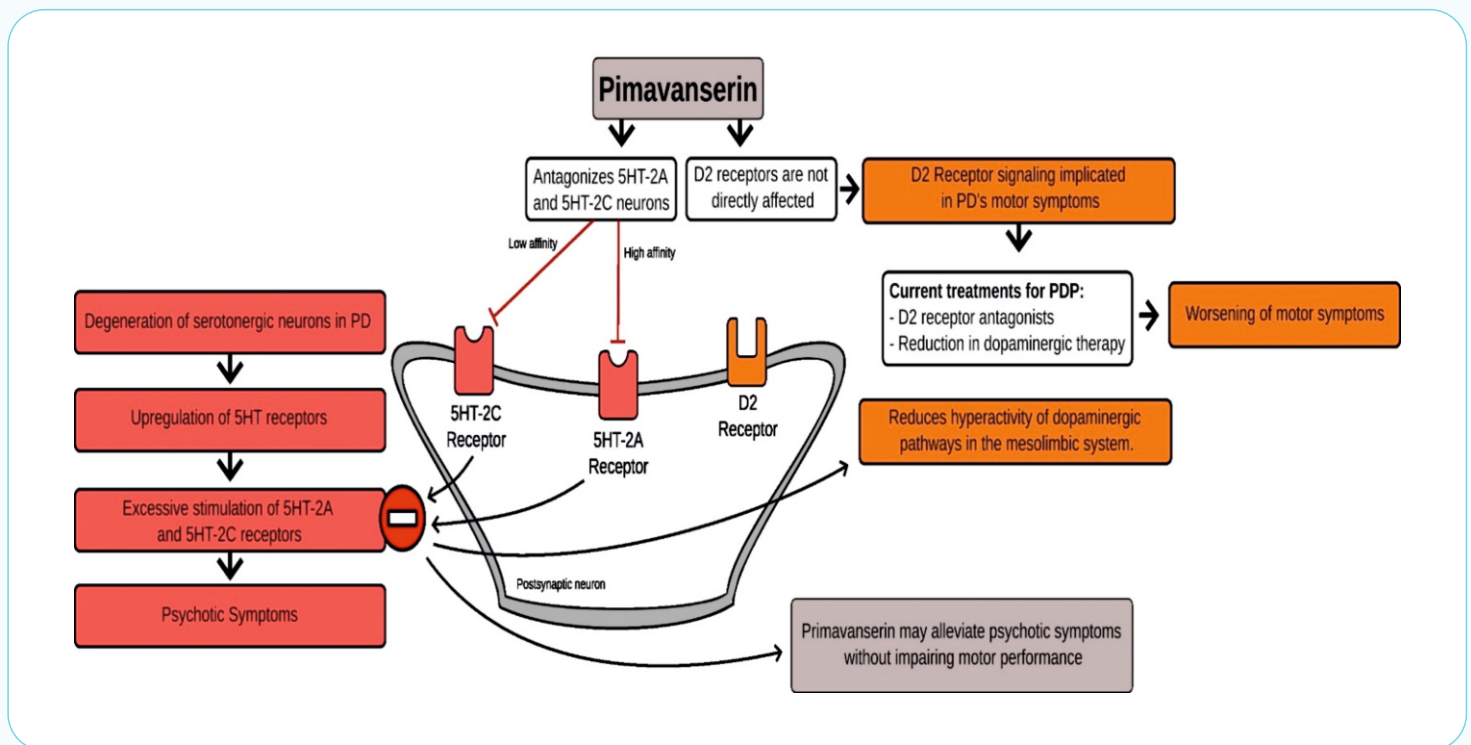 Pimavanserin
Antagonizes 5HT-2A
and 5HT-2C neurons
D2 receptors are not
directly affected
D2 Receptor signaling implicated
in PD's motor symptoms
Low affinity
High affinity
Current treatments for PDP:
- D2 receptor antagonists
- Reduction in dopaminergic therapy
Worsening of motor symptoms
Degeneration of serotonergic neurons in PD
Upregulation of 5HT receptors
Excessive stimulation of 5HT-2A
and 5HT-2C receptors
Psychotic Symptoms
5HT-2C
Receptor
5HT-2A
Receptor
D2
Receptor
Reduces hyperactivity of dopaminergic
pathways in the mesolimbic system.
Postsynaptic neuron
Primavanserin may alleviate psychotic symptoms
without impairing motor performance